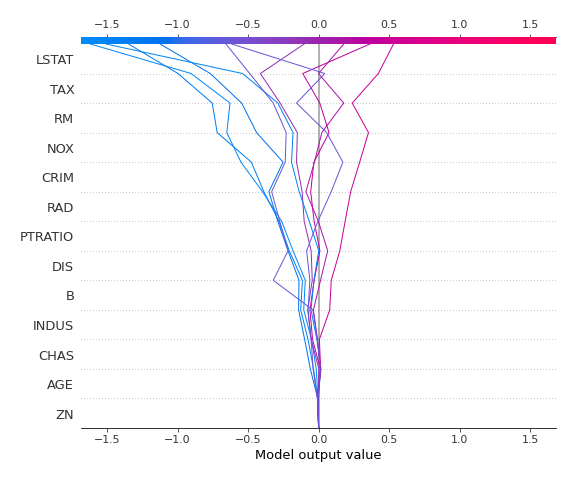 −1.5 −1.0 −0.5 0.0 0.5 1.0 1.5
LSTAT
TAX
RM
NOX
CRIM
RAD
PTRATIO
DIS
B
INDUS
CHAS
AGE
ZN
−1.5 −1.0 −0.5 0.0 0.5 1.0 1.5
Model output value